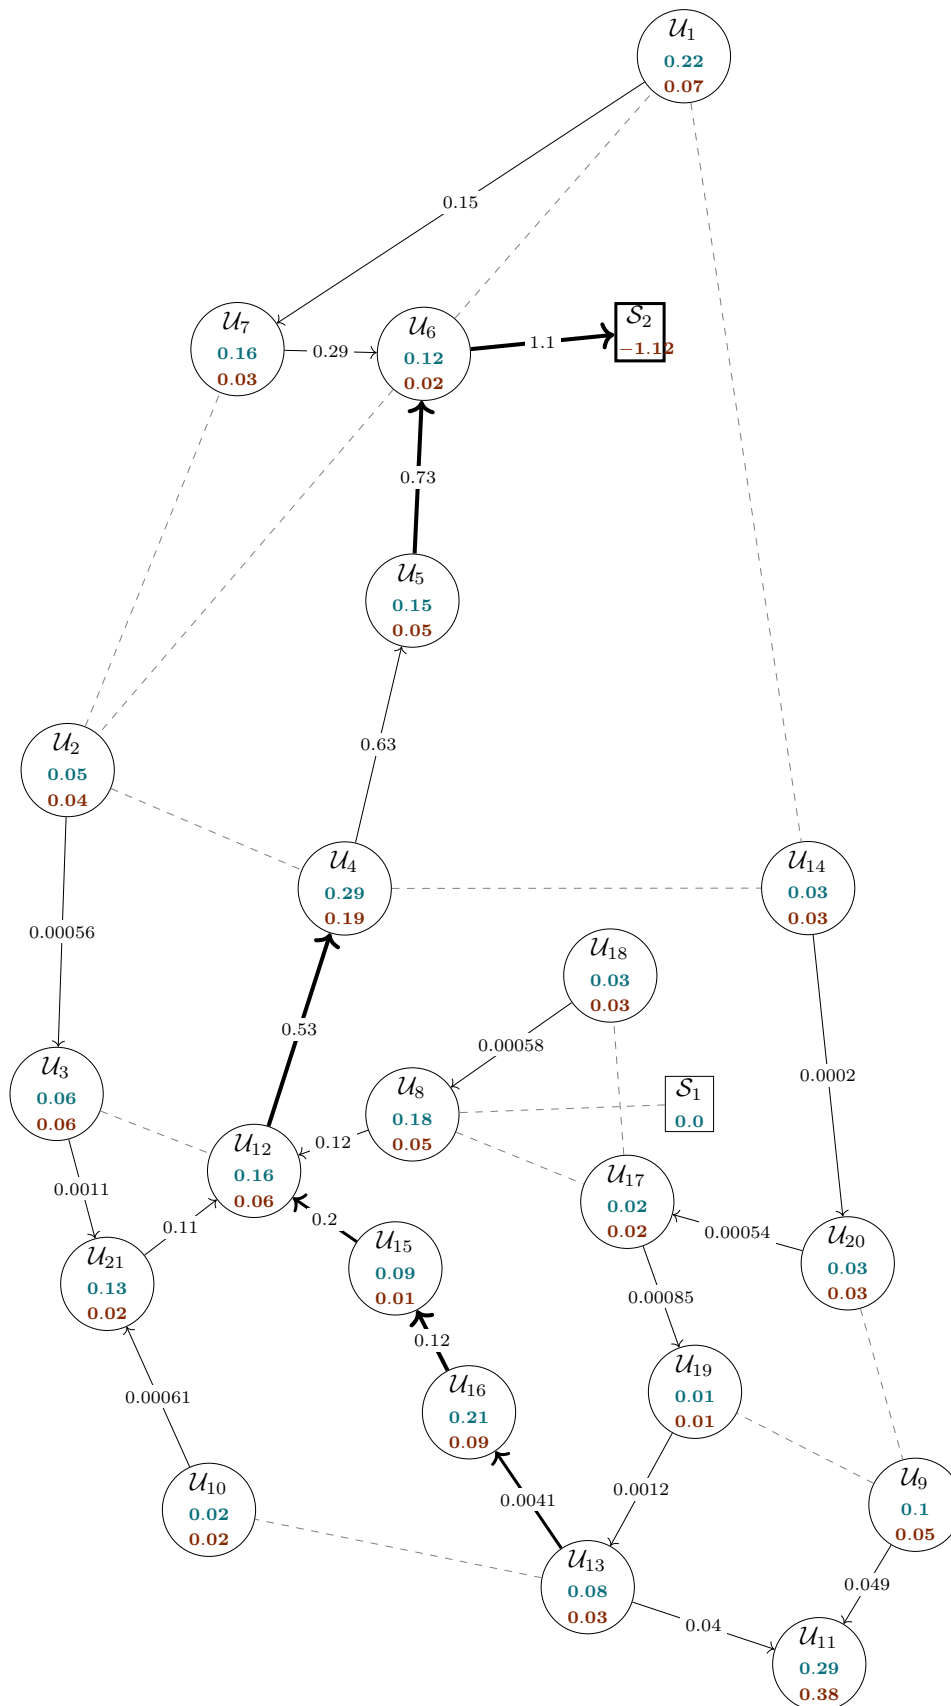 𝒰₁
0.22
0.07
0.15
𝒰₇
0.16
0.03
0.29
𝒰₆
0.12
0.02
1.1
𝒮₂
−1.12
0.73
𝒰₅
0.15
0.05
0.63
𝒰₂
0.05
0.04
𝒰₄
0.29
0.19
𝒰₁₄
0.03
0.03
0.00056
0.53
𝒰₁₈
0.03
0.03
0.00058
0.0002
𝒰₃
0.06
0.06
𝒰₈
0.18
0.05
𝒮₁
0.0
0.12
𝒰₁₂
0.16
0.06
0.0011
0.11
0.2
𝒰₁₇
0.02
0.02
0.00054
𝒰₂₀
0.03
0.03
𝒰₂₁
0.13
0.02
𝒰₁₅
0.09
0.01
0.00085
0.12
𝒰₁₉
0.01
0.01
𝒰₁₆
0.21
0.09
0.00061
0.0041
0.0012
𝒰₁₀
0.02
0.02
𝒰₉
0.1
0.05
𝒰₁₃
0.08
0.03
0.049
0.04
𝒰₁₁
0.29
0.38